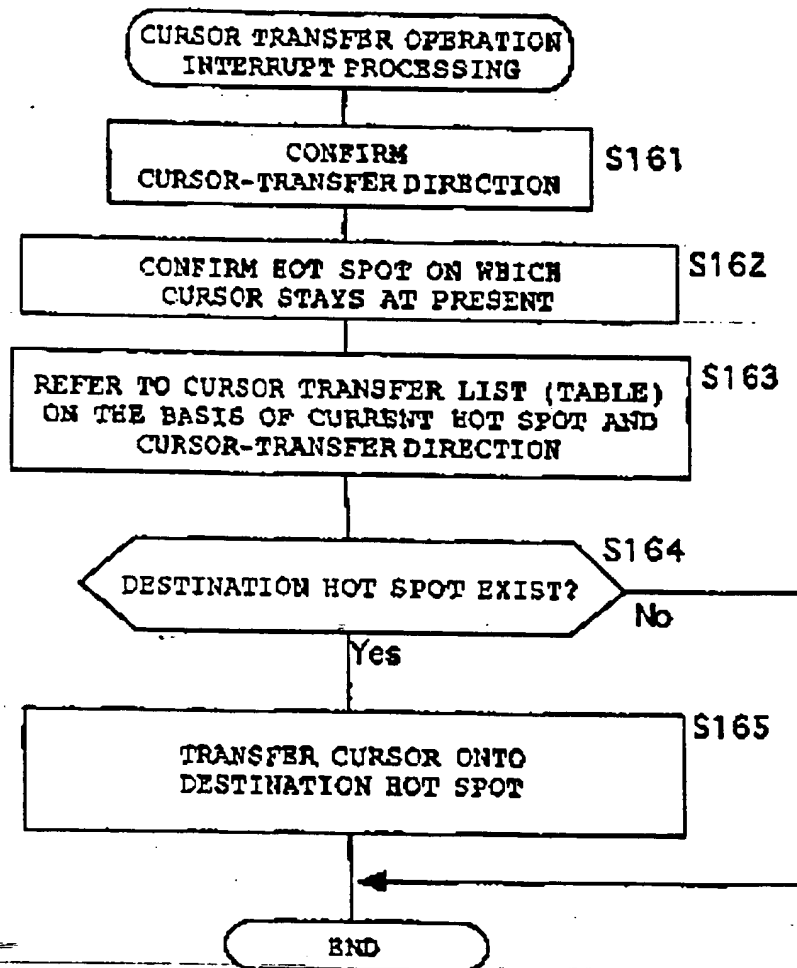 CURSOR TRANSFER OPERATION
INTERRUPT PROCESSING
CONFIRM
CURSOR-TRANSFER DIRECTION
S161
CONFIRM HOT SPOT ON WHICH
CURSOR STAYS AT PRESENT
S162
REFER TO CURSOR TRANSFER LIST (TABLE)
ON THE BASIS OF CURRENT HOT SPOT AND
CURSOR-TRANSFER DIRECTION
S163
S164
DESTINATION HOT SPOT EXIST?
No
Yes
S165
TRANSFER CURSOR ONTO
DESTINATION HOT SPOT
END